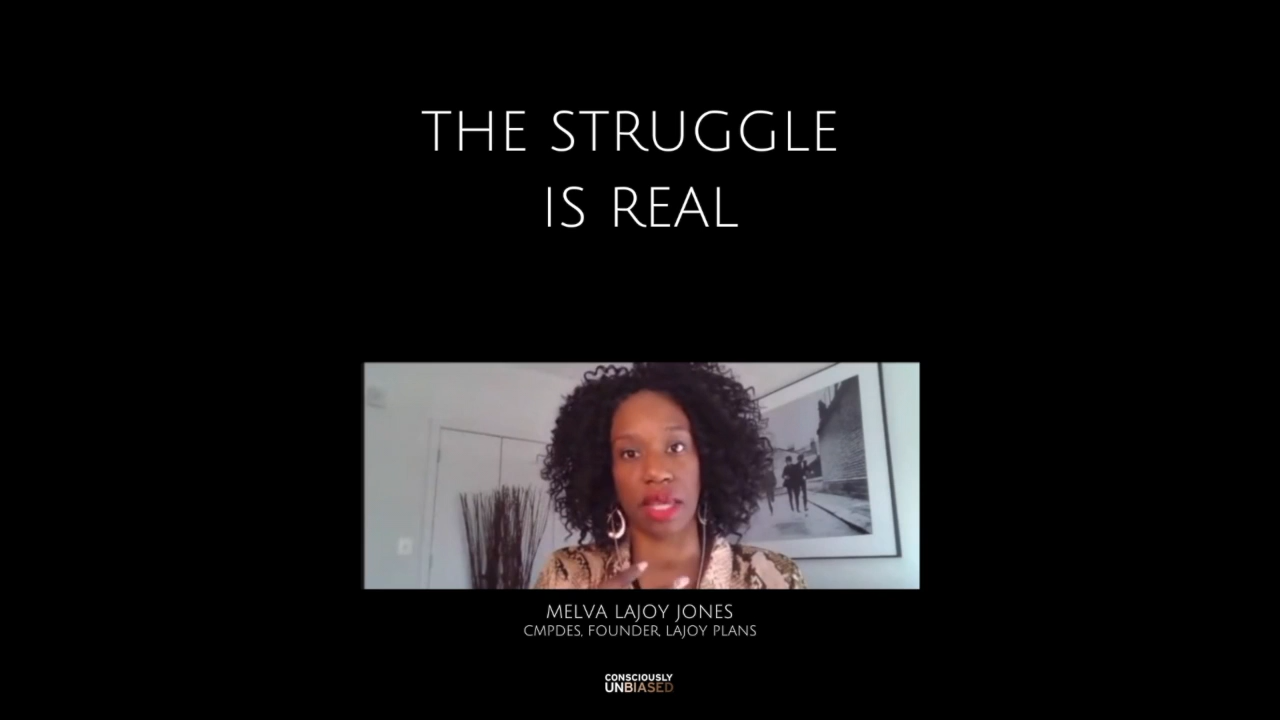 THE STRUGGLE
IS REAL
MELVA LAJOY JONES
CMPDES, FOUNDER, LAJOY PLANS
CONSCIOUSLY
UNBIASED